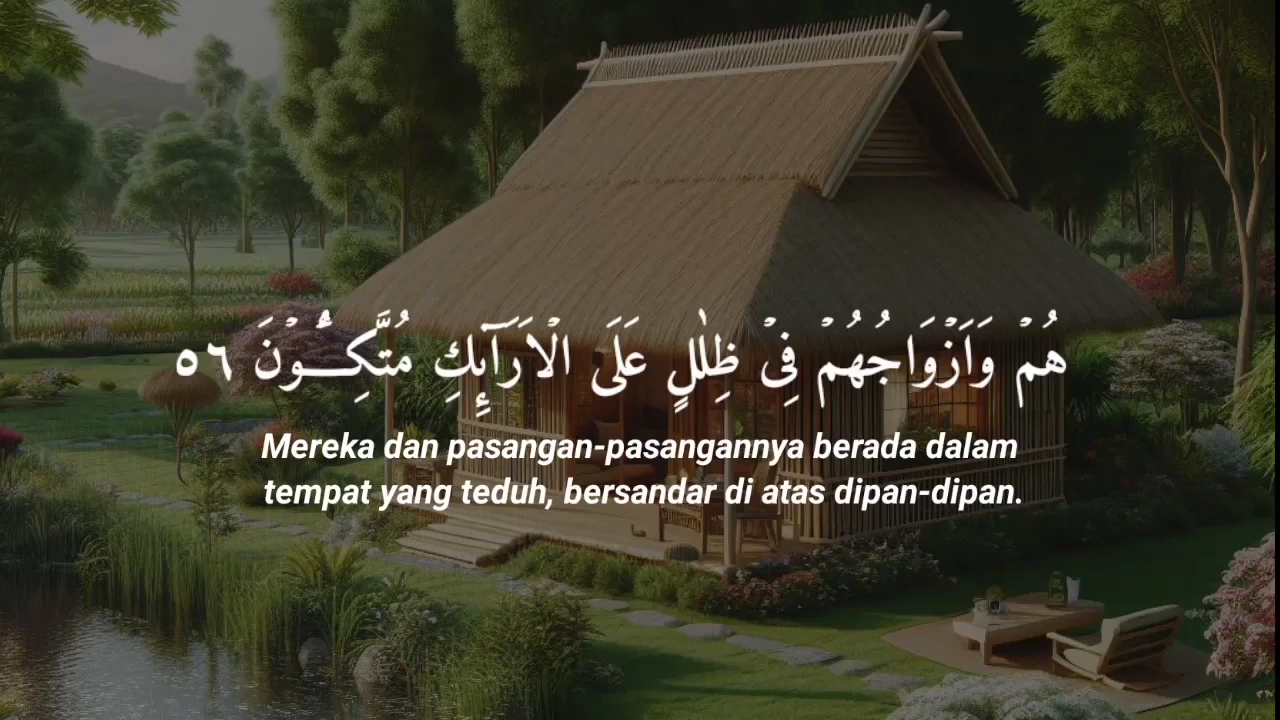 هُمْ وَاَزْوَاجُهُمْ فِيْ ظِلٰلٍ عَلَى الْاَرَاۤىِٕكِ مُتَّكِـُٔوْنَ ٥٦
Mereka dan pasangan-pasangannya berada dalam
tempat yang teduh, bersandar di atas dipan-dipan.